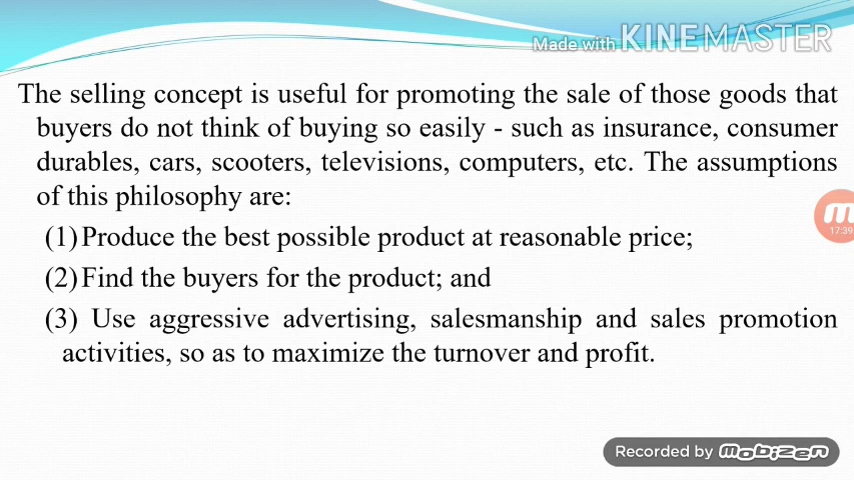 Made with KINEMASTER
The selling concept is useful for promoting the sale of those goods that
buyers do not think of buying so easily - such as insurance, consumer
durables, cars, scooters, televisions, computers, etc. The assumptions
of this philosophy are:
(1) Produce the best possible product at reasonable price;
(2) Find the buyers for the product; and
(3) Use aggressive advertising, salesmanship and sales promotion
activities, so as to maximize the turnover and profit.
17:39
Recorded by mobizen